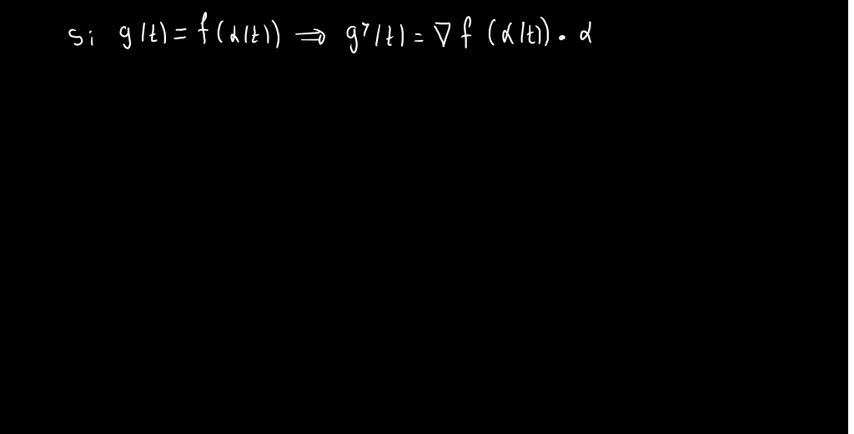 Si g(t) = f(α(t)) ⟹ g'(t) = ∇f (α(t)) • α